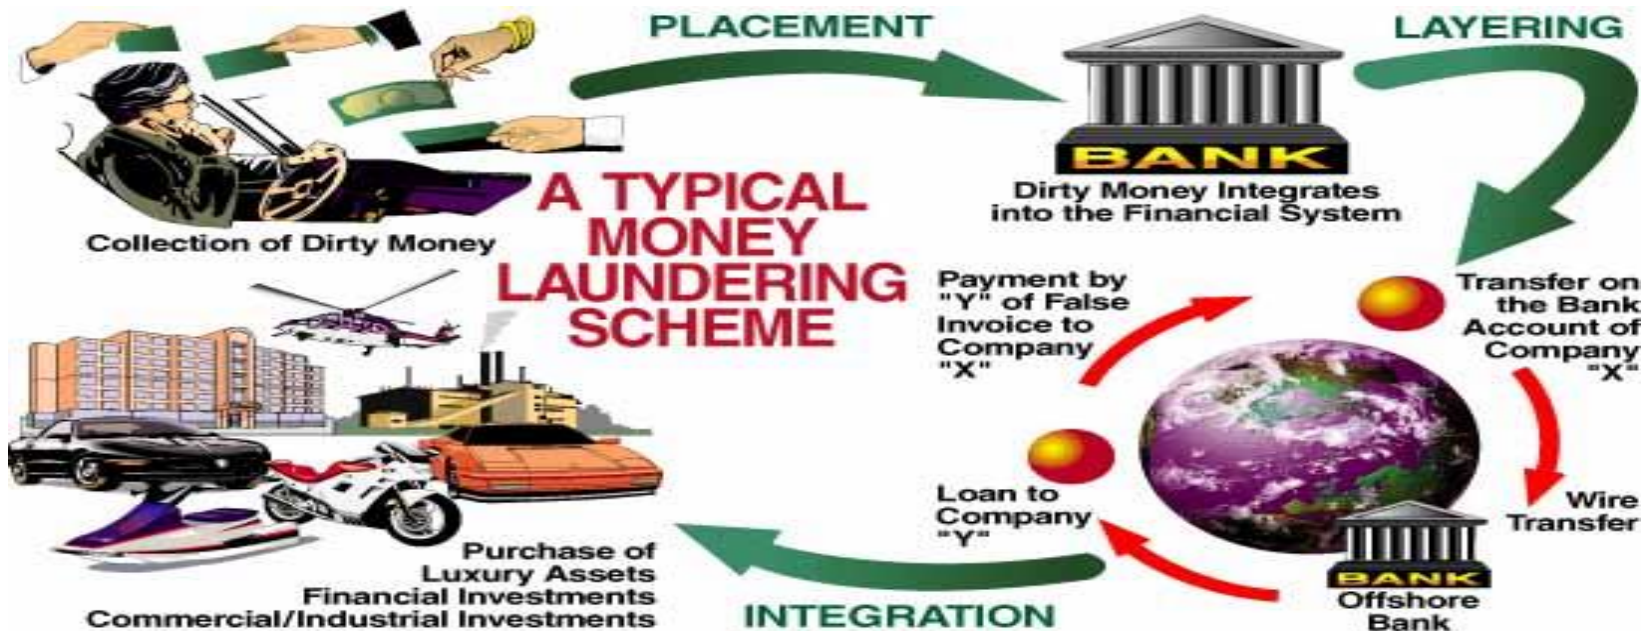 PLACEMENT
LAYERING
BANK
Dirty Money Integrates
into the Financial System
Collection of Dirty Money
A TYPICAL
MONEY
LAUNDERING
SCHEME
Payment by
"Y" of False
Invoice to
Company
"X"
Transfer on
the Bank
Account of
Company
"X"
Loan to
Company
"Y"
Wire
Transfer
BANK
Offshore
Bank
Purchase of
Luxury Assets
Financial Investments
Commercial/Industrial Investments
INTEGRATION